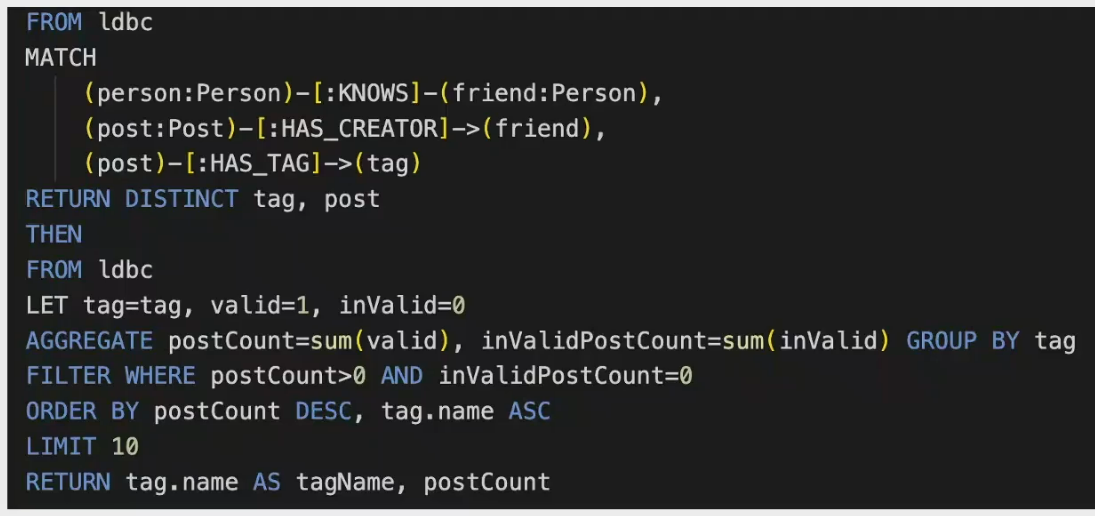 FROM ldbc
MATCH
    (person:Person)-[:KNOWS]-(friend:Person),
    (post:Post)-[:HAS_CREATOR]->(friend),
    (post)-[:HAS_TAG]->(tag)
RETURN DISTINCT tag, post
THEN
FROM ldbc
LET tag=tag, valid=1, inValid=0
AGGREGATE postCount=sum(valid), inValidPostCount=sum(inValid) GROUP BY tag
FILTER WHERE postCount>0 AND inValidPostCount=0
ORDER BY postCount DESC, tag.name ASC
LIMIT 10
RETURN tag.name AS tagName, postCount